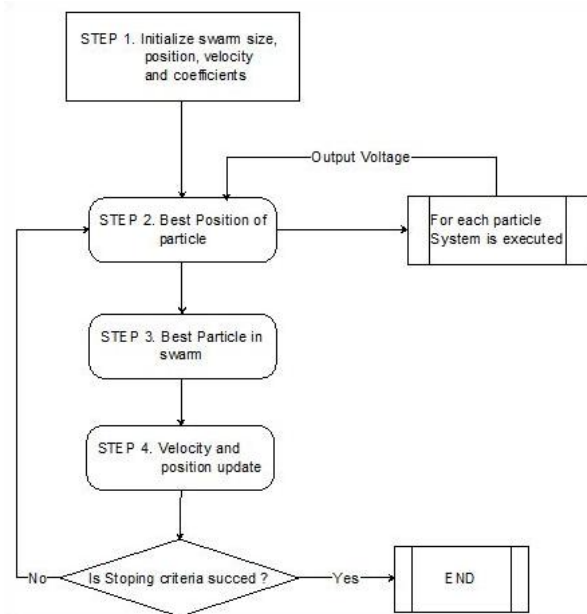 STEP 1. Initialize swarm size,
position, velocity
and coefficients
Output Voltage
STEP 2. Best Position of
particle
For each particle
System is executed
STEP 3. Best Particle in
swarm
STEP 4. Velocity and
position update
No
Is Stoping criteria succed ?
Yes
END